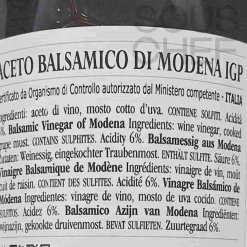 ACETO BALSAMICO DI MODENA IGP
certificato da Organismo di Controllo autorizzato dal Ministero competente - ITALIA
Ingredienti: aceto di vino, mosto cotto d'uva. CONTIENE SOLFITI. Acidità
6%. Balsamic Vinegar of Modena Ingredients: wine vinegar, cooked
grape must. CONTAINS SULPHITES. Acidity 6%. Balsamessig aus Modena
Zutaten: Weinessig, eingekochter Traubenmost. ENTHÄLT SULFITE. Säure 6%.
Vinaigre Balsamique de Modène Ingrédients: vinaigre de vin, moût
cuit de raisin. CONTIENT DES SULFITES. Acidité 6%. Vinagre Balsámico de
Módena Ingredientes: vinagre de vino, mosto de uva cocido. CONTIENE
SULFITOS. Acidez 6%. Balsamico Azijn van Modena Ingrediënten:
wijnazijn, gekookte druivenmost. BEVAT SULFIETEN. Zuurtegraad 6%.